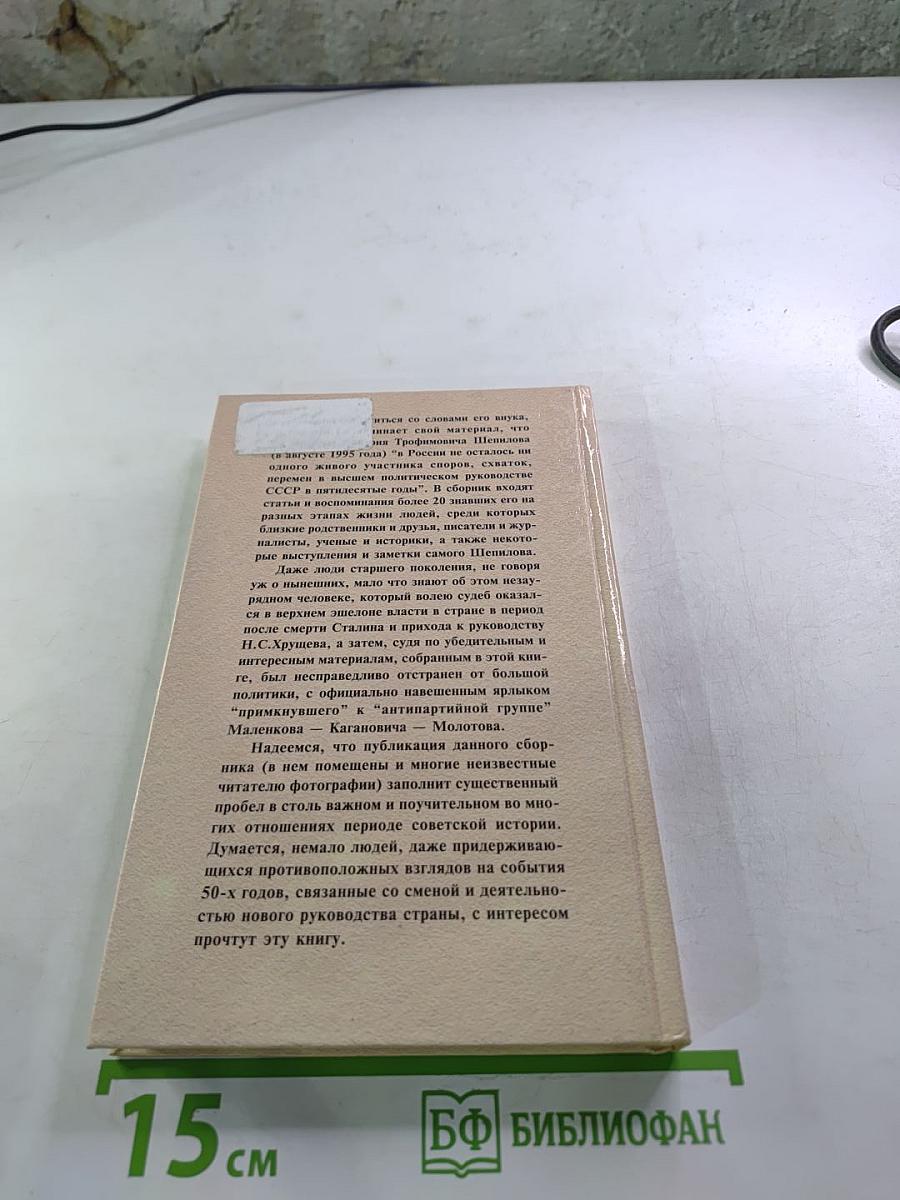 титься со словами его внука,
инает свой материал, что
рия Трофимовича Шепилова
(в августе 1995 года) “в России не осталось ни
одного живого участника споров, схваток,
перемен в высшем политическом руководстве
СССР в пятидесятые годы”. В сборник входят
статьи и воспоминания более 20 знавших его на
разных этапах жизни людей, среди которых
близкие родственники и друзья, писатели и жур-
налисты, ученые и историки, а также некото-
рые выступления и заметки самого Шепилова.
Даже люди старшего поколения, не говоря
уж о нынешних, мало что знают об этом незау-
рядном человеке, который волею судеб оказал-
ся в верхнем эшелоне власти в стране в период
после смерти Сталина и прихода к руководству
Н.С.Хрущева, а затем, судя по убедительным и
интересным материалам, собранным в этой кни-
ге, был несправедливо отстранен от большой
политики, с официально навешенным ярлыком
“примкнувшего” к “антипартийной группе”
Маленкова — Кагановича — Молотова.
Надеемся, что публикация данного сбор-
ника (в нем помещены и многие неизвестные
читателю фотографии) заполнит существенный
пробел в столь важном и поучительном во мно-
гих отношениях периоде советской истории.
Думается, немало людей, даже придерживаю-
щихся противоположных взглядов на события
50-х годов, связанные со сменой и деятельно-
стью нового руководства страны, с интересом
прочтут эту книгу.
15 см
БФ БИБЛИОФАН